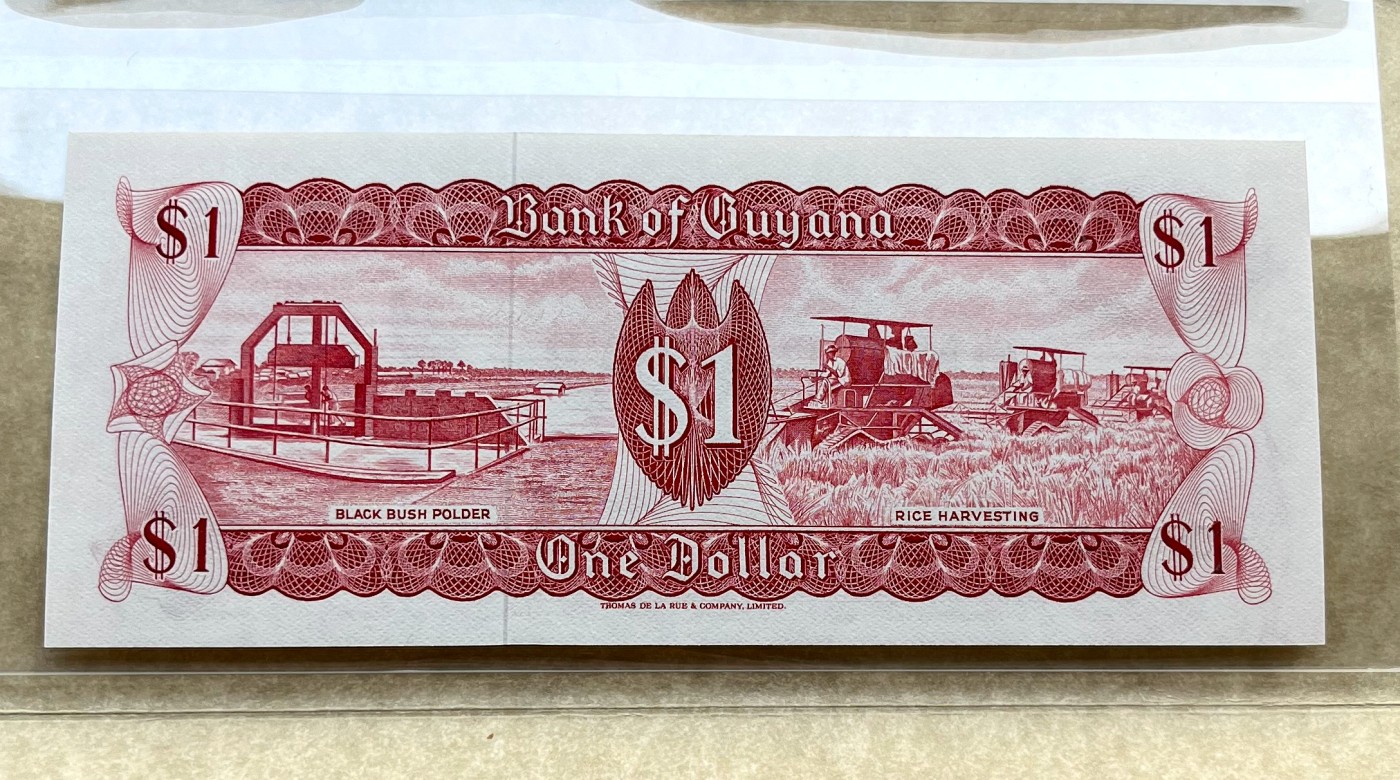 $1 Bank of Guyana $1
$1
BLACK BUSH POLDER RICE HARVESTING
$1 One Dollar $1
THOMAS DE LA RUE & COMPANY, LIMITED.